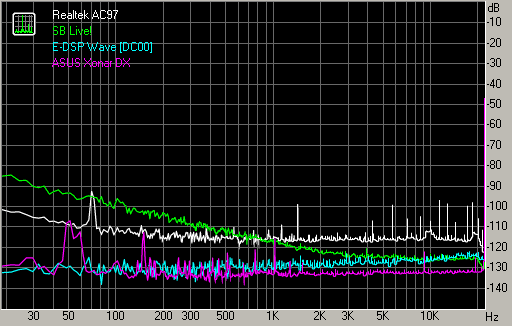 Realtek AC97
SB Live!
E-DSP Wave [DC00]
ASUS Xonar DX
dB
-10
-20
-30
-40
-50
-60
-70
-80
-90
-100
-110
-120
-130
-140
30 50 100 200 300 500 1K 2K 3K 5K 10K Hz